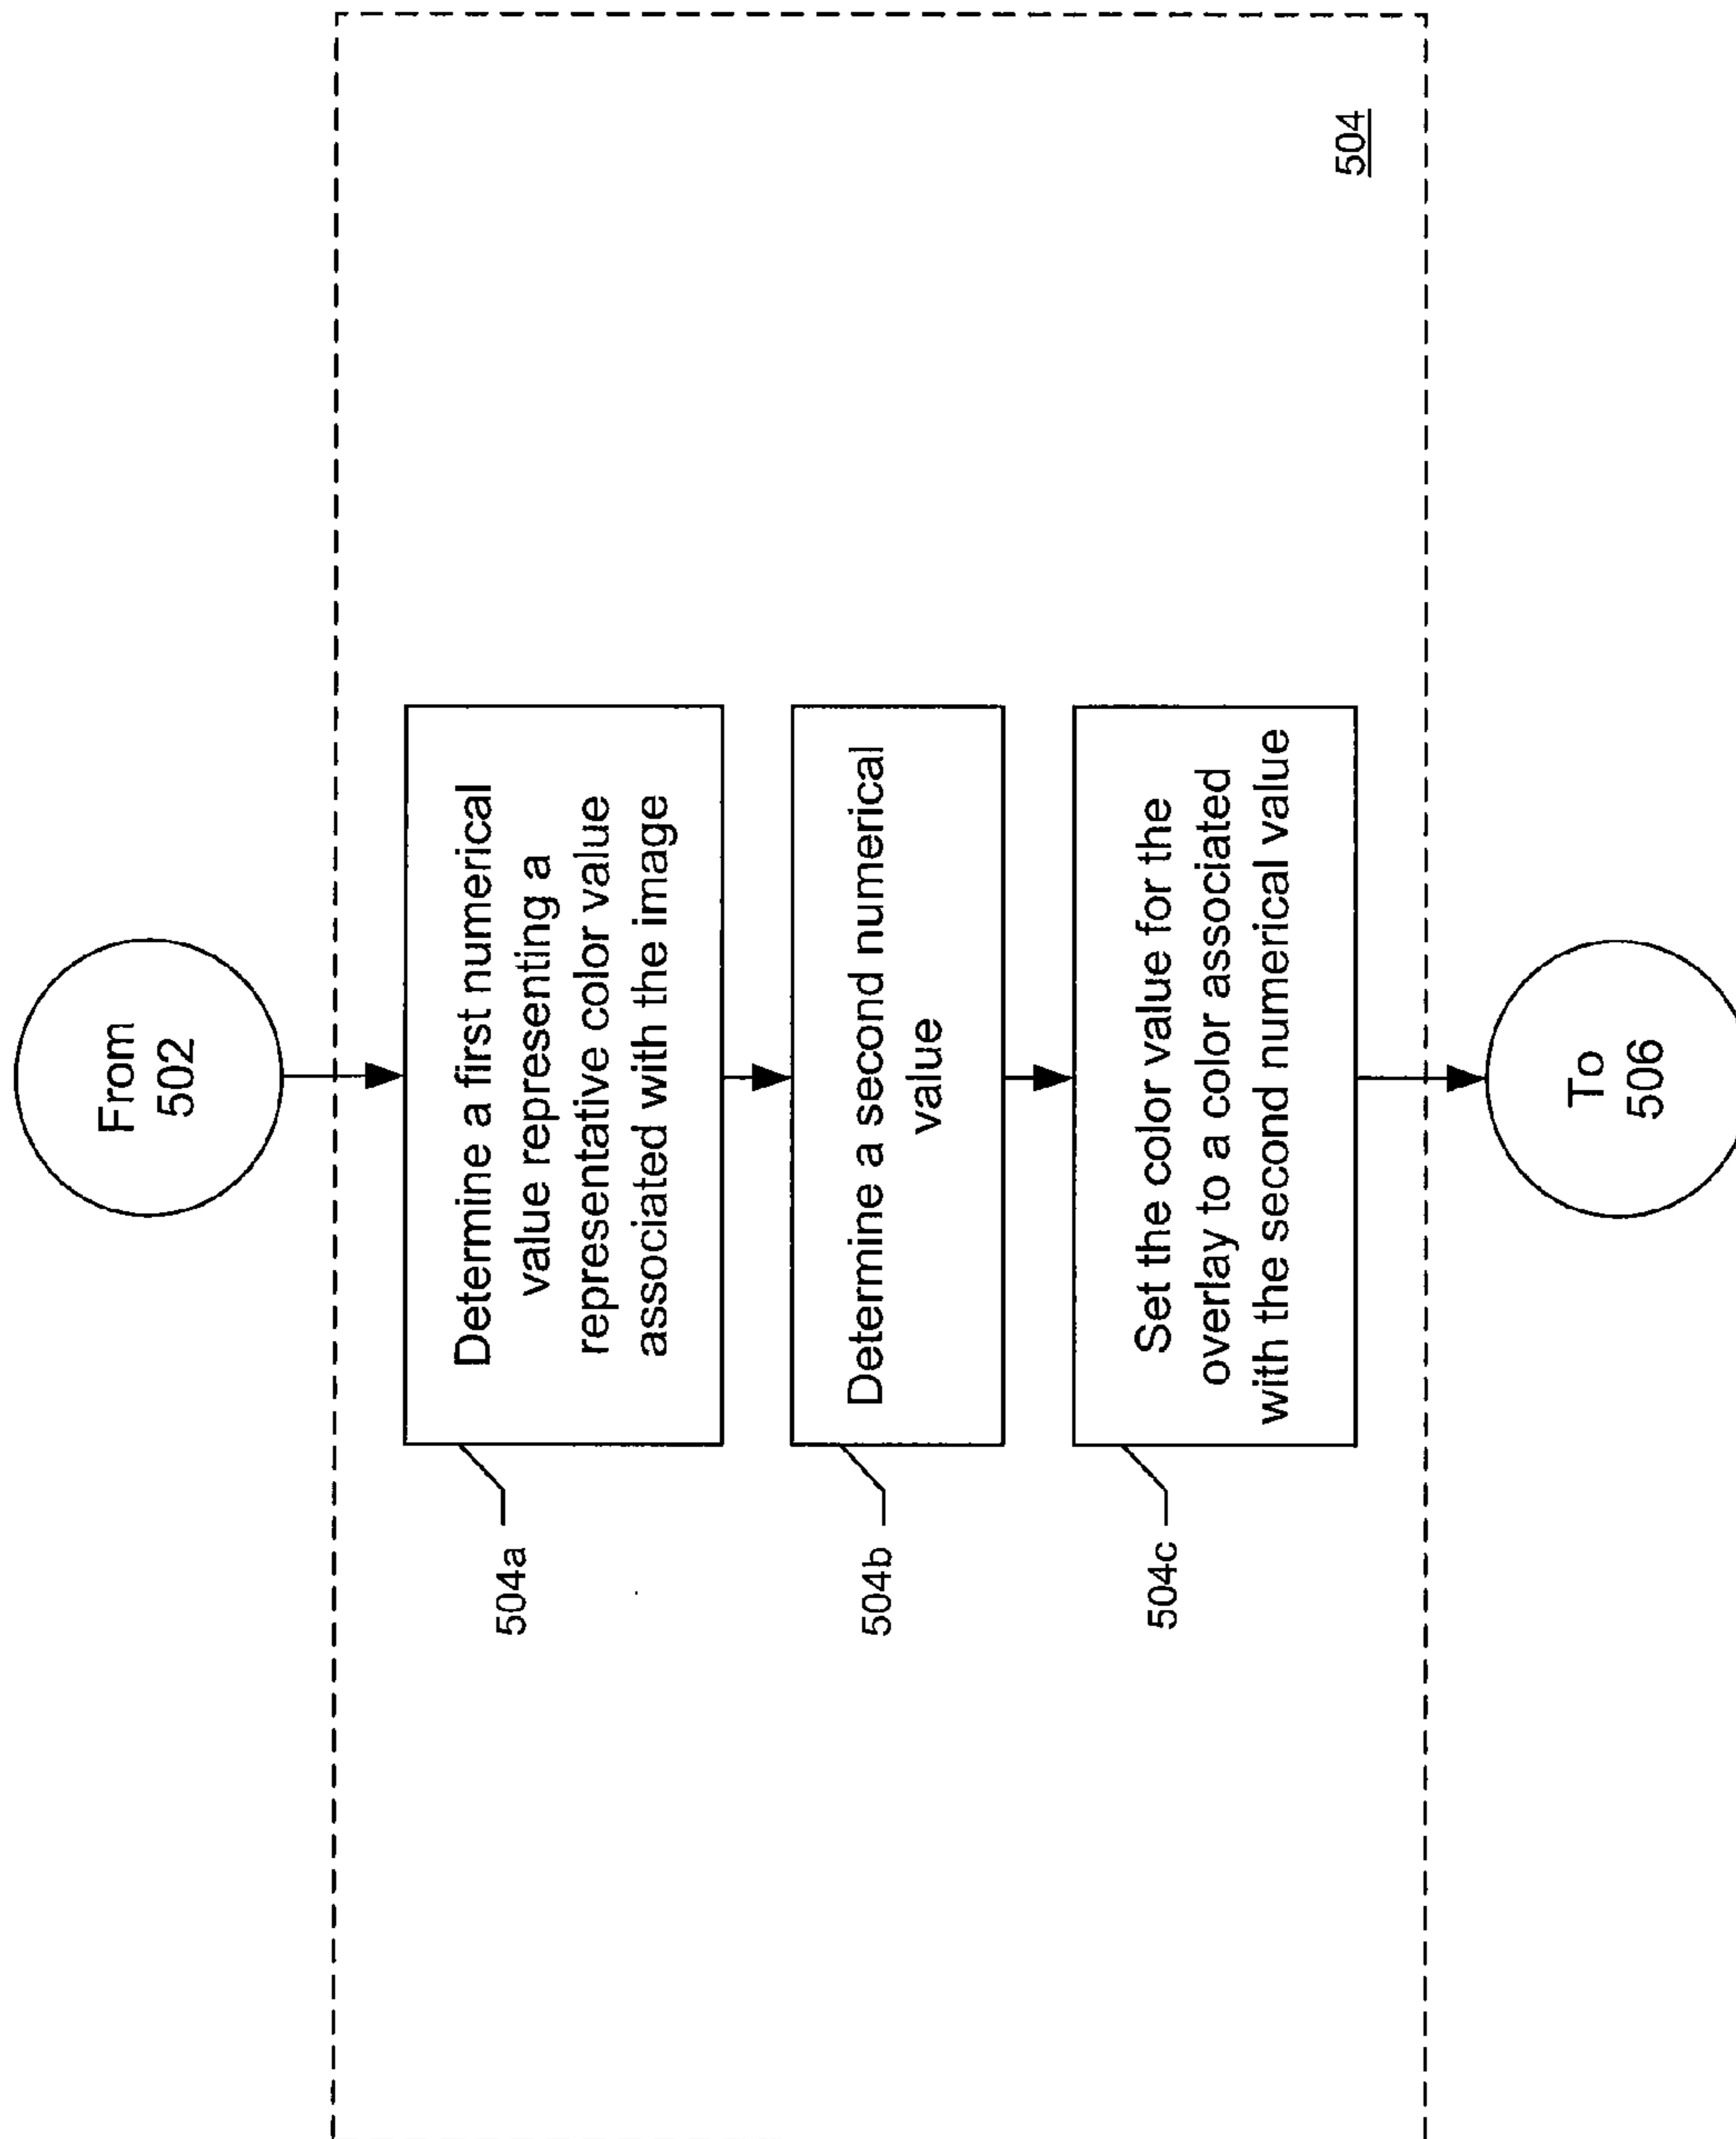 From
502
Determine a first numerical
value representing a
representative color value
associated with the image
504a
Determine a second numerical
value
504b
Set the color value for the
overlay to a color associated
with the second numerical value
504c
504
To
506